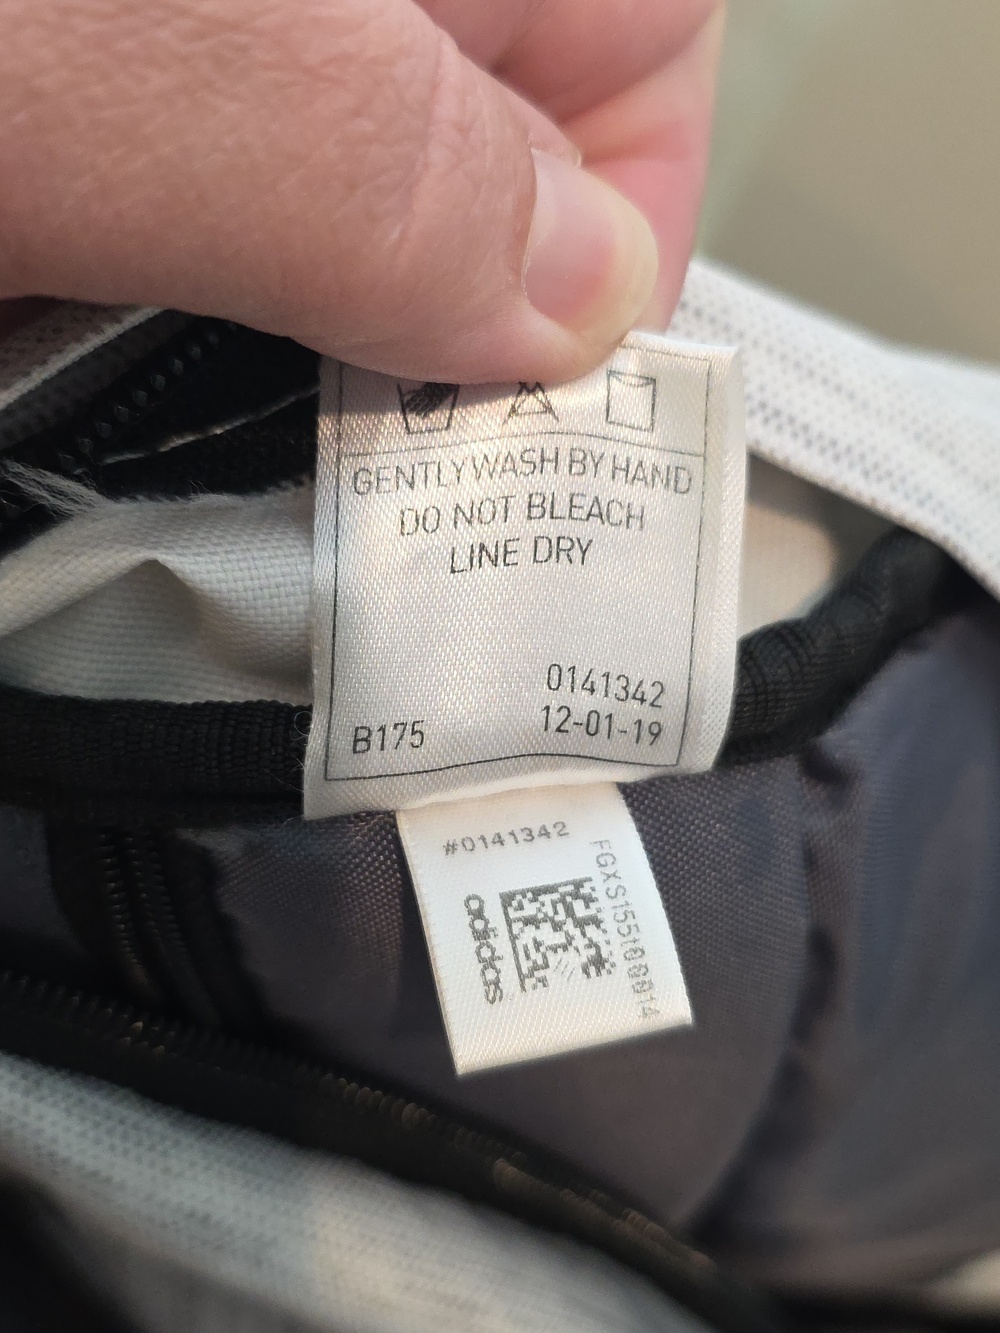 GENTLY WASH BY HAND
DO NOT BLEACH
LINE DRY
0141342
B175 12-01-19
#0141342
adidas